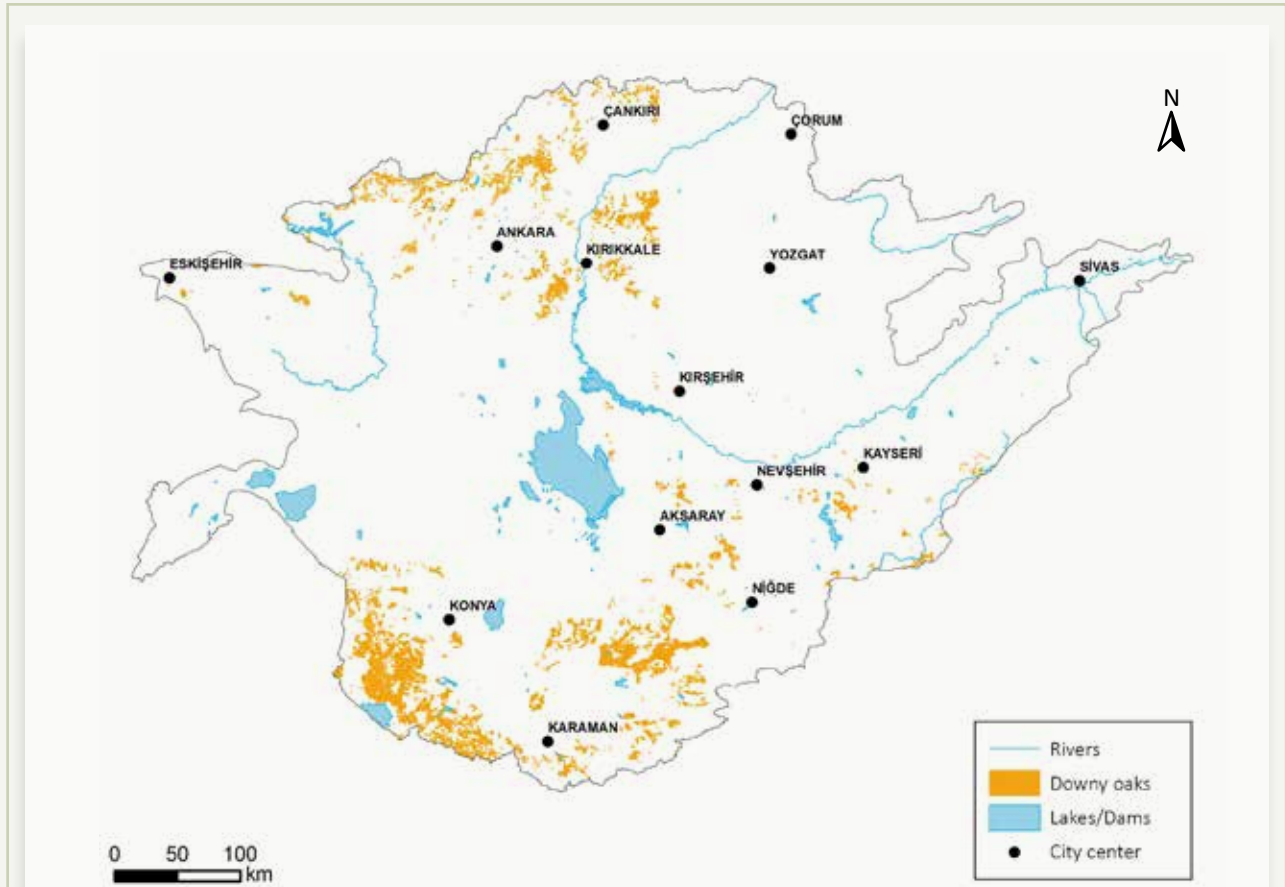 N
ÇANKIRI
ÇORUM
ANKARA
KIRIKKALE
YOZGAT
ESKİŞEHİR
SİVAS
KIRŞEHİR
KAYSERİ
NEVŞEHİR
AKSARAY
NİĞDE
KONYA
KARAMAN
Rivers
Downy oaks
Lakes/Dams
City center
0 50 100
km